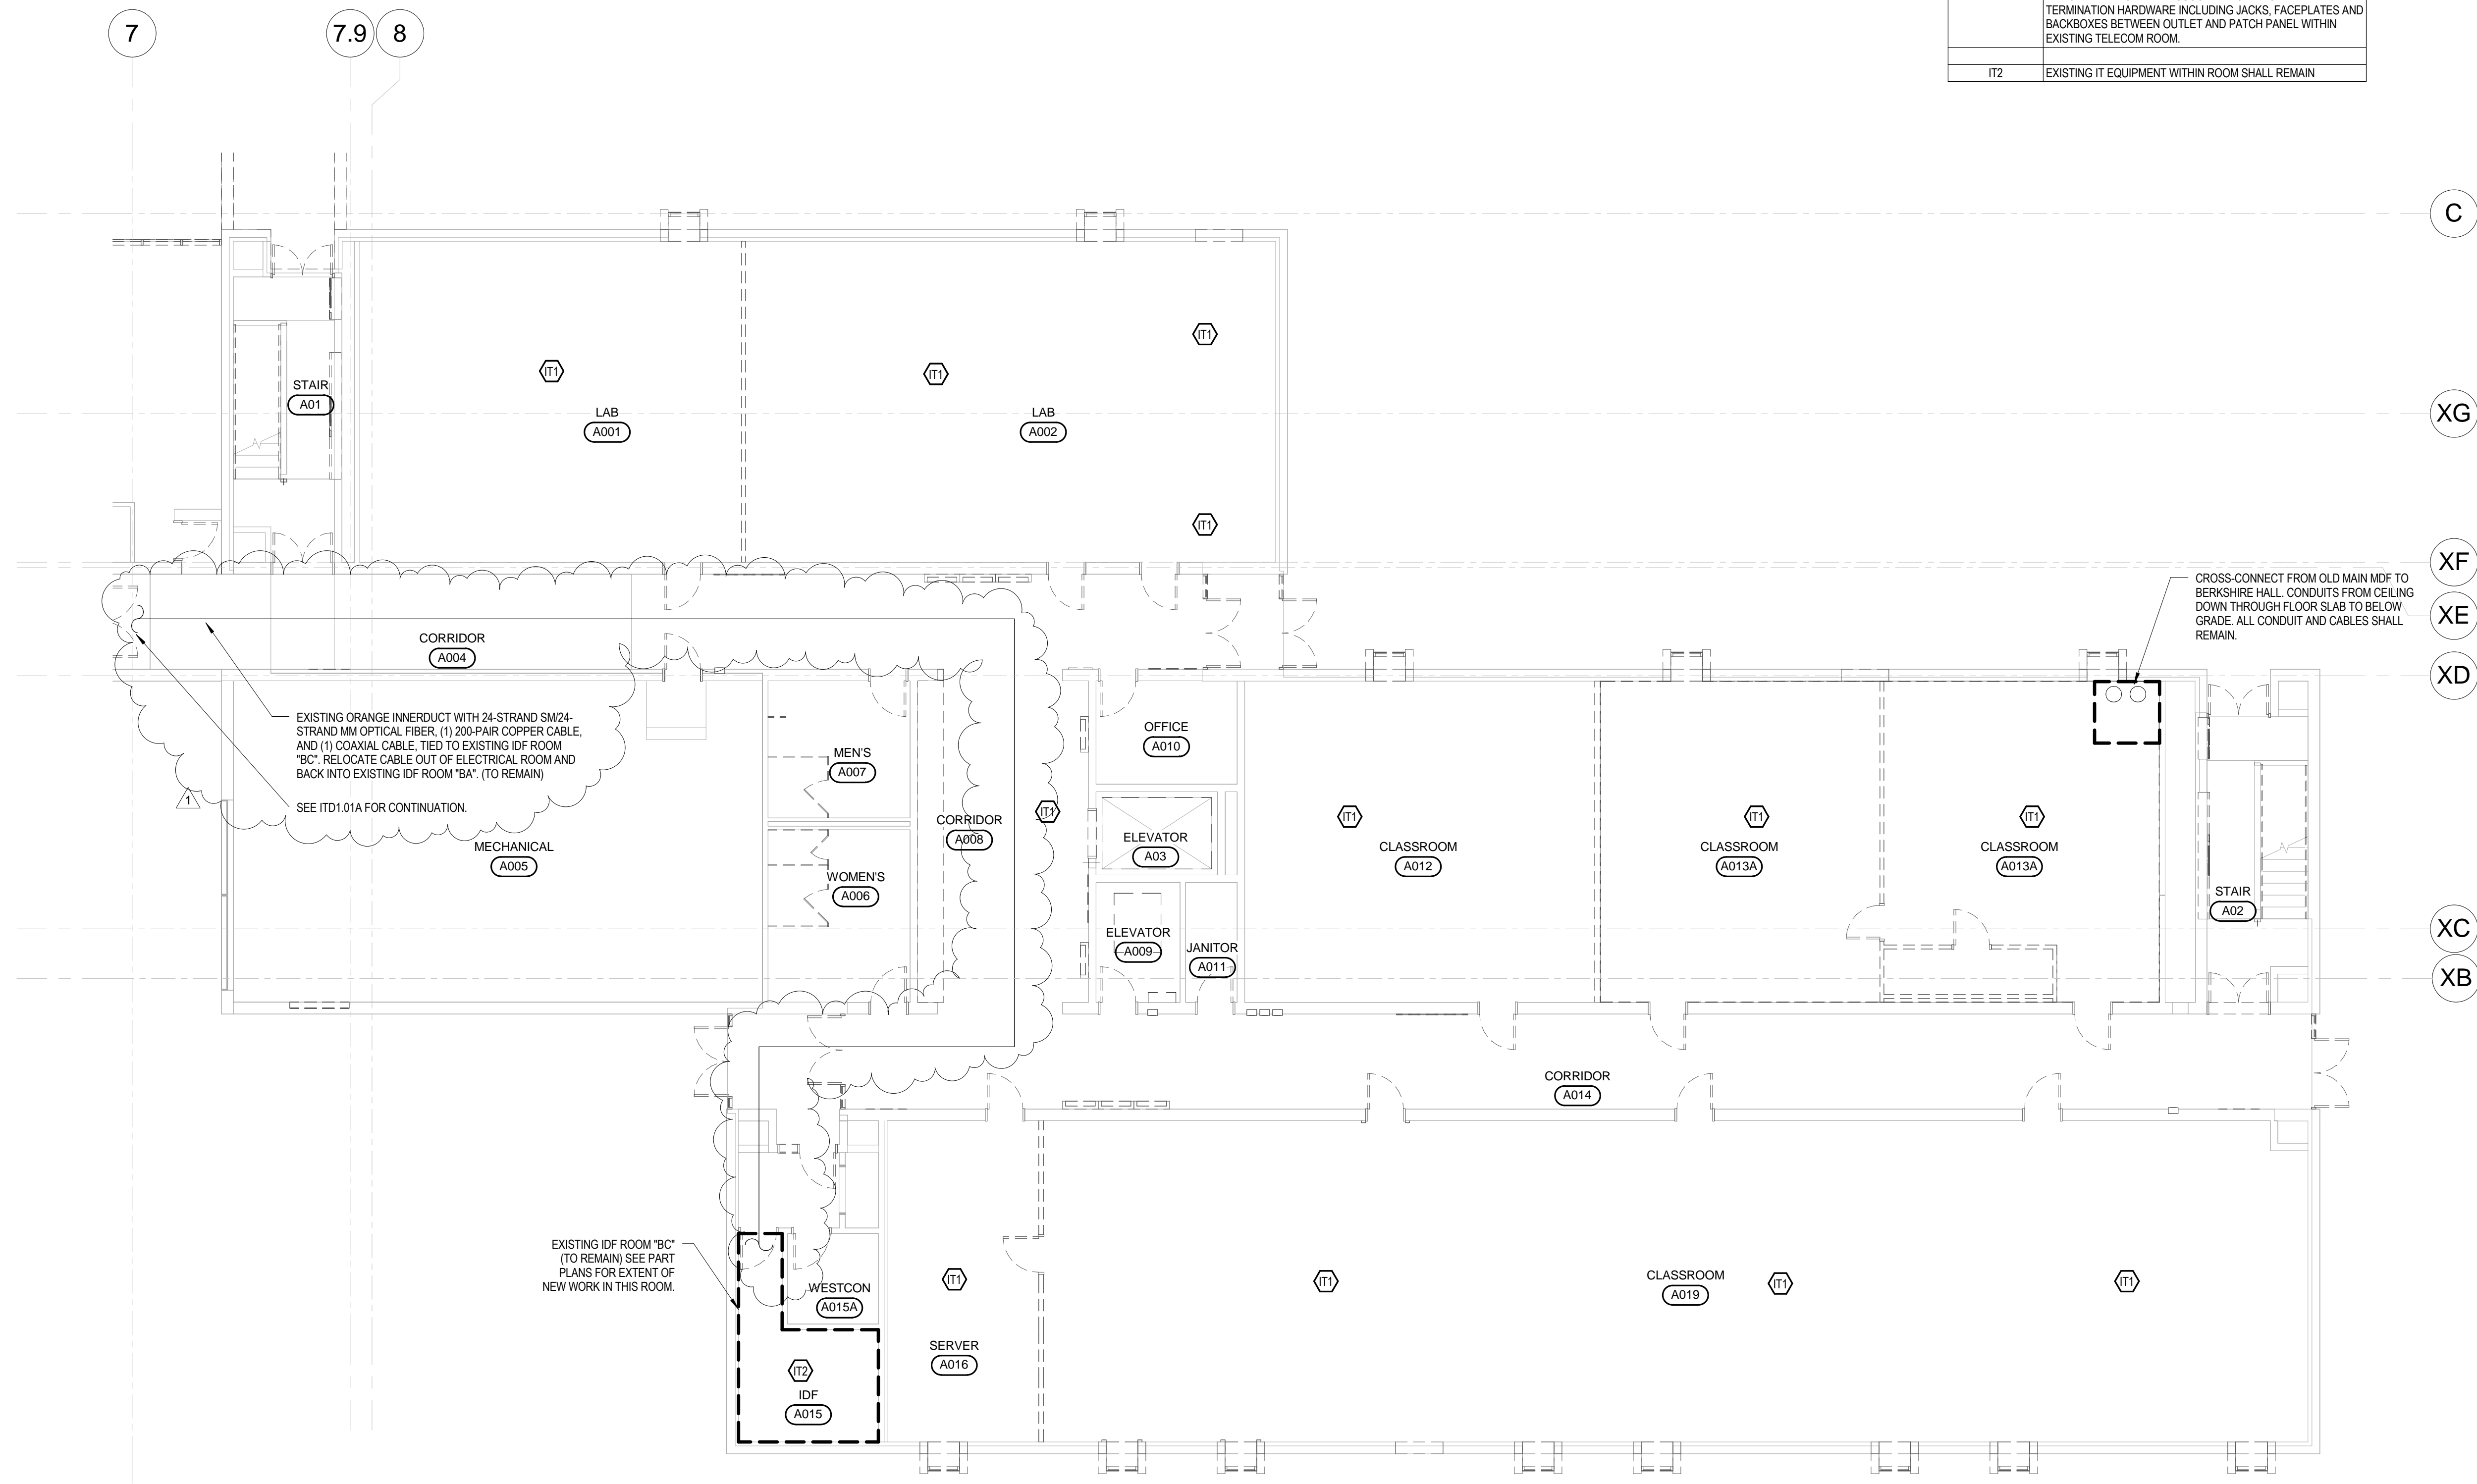 TERMINATION HARDWARE INCLUDING JACKS, FACEPLATES AND
BACKBOXES BETWEEN OUTLET AND PATCH PANEL WITHIN
EXISTING TELECOM ROOM.
IT2 EXISTING IT EQUIPMENT WITHIN ROOM SHALL REMAIN
7
7.9
8
C
IT1
IT1
IT1
STAIR
A01
LAB
A001
LAB
A002
XG
IT1
XF
CROSS-CONNECT FROM OLD MAIN MDF TO
BERKSHIRE HALL. CONDUITS FROM CEILING
DOWN THROUGH FLOOR SLAB TO BELOW
GRADE. ALL CONDUIT AND CABLES SHALL
REMAIN.
XE
CORRIDOR
A004
XD
EXISTING ORANGE INNERDUCT WITH 24-STRAND SM/24-
STRAND MM OPTICAL FIBER, (1) 200-PAIR COPPER CABLE,
AND (1) COAXIAL CABLE, TIED TO EXISTING IDF ROOM
"BC". RELOCATE CABLE OUT OF ELECTRICAL ROOM AND
BACK INTO EXISTING IDF ROOM "BA". (TO REMAIN)
1
SEE ITD1.01A FOR CONTINUATION.
OFFICE
A010
MEN'S
A007
CORRIDOR
A008
IT1
IT1
IT1
IT1
MECHANICAL
A005
ELEVATOR
A03
CLASSROOM
A012
CLASSROOM
A013A
CLASSROOM
A013A
WOMEN'S
A006
STAIR
A02
ELEVATOR
A009
JANITOR
A011
XC
XB
CORRIDOR
A014
EXISTING IDF ROOM "BC"
(TO REMAIN) SEE PART
PLANS FOR EXTENT OF
NEW WORK IN THIS ROOM.
WESTCON
A015A
IT1
IT1
CLASSROOM
A019
IT1
IT1
SERVER
A016
IT2
IDF
A015